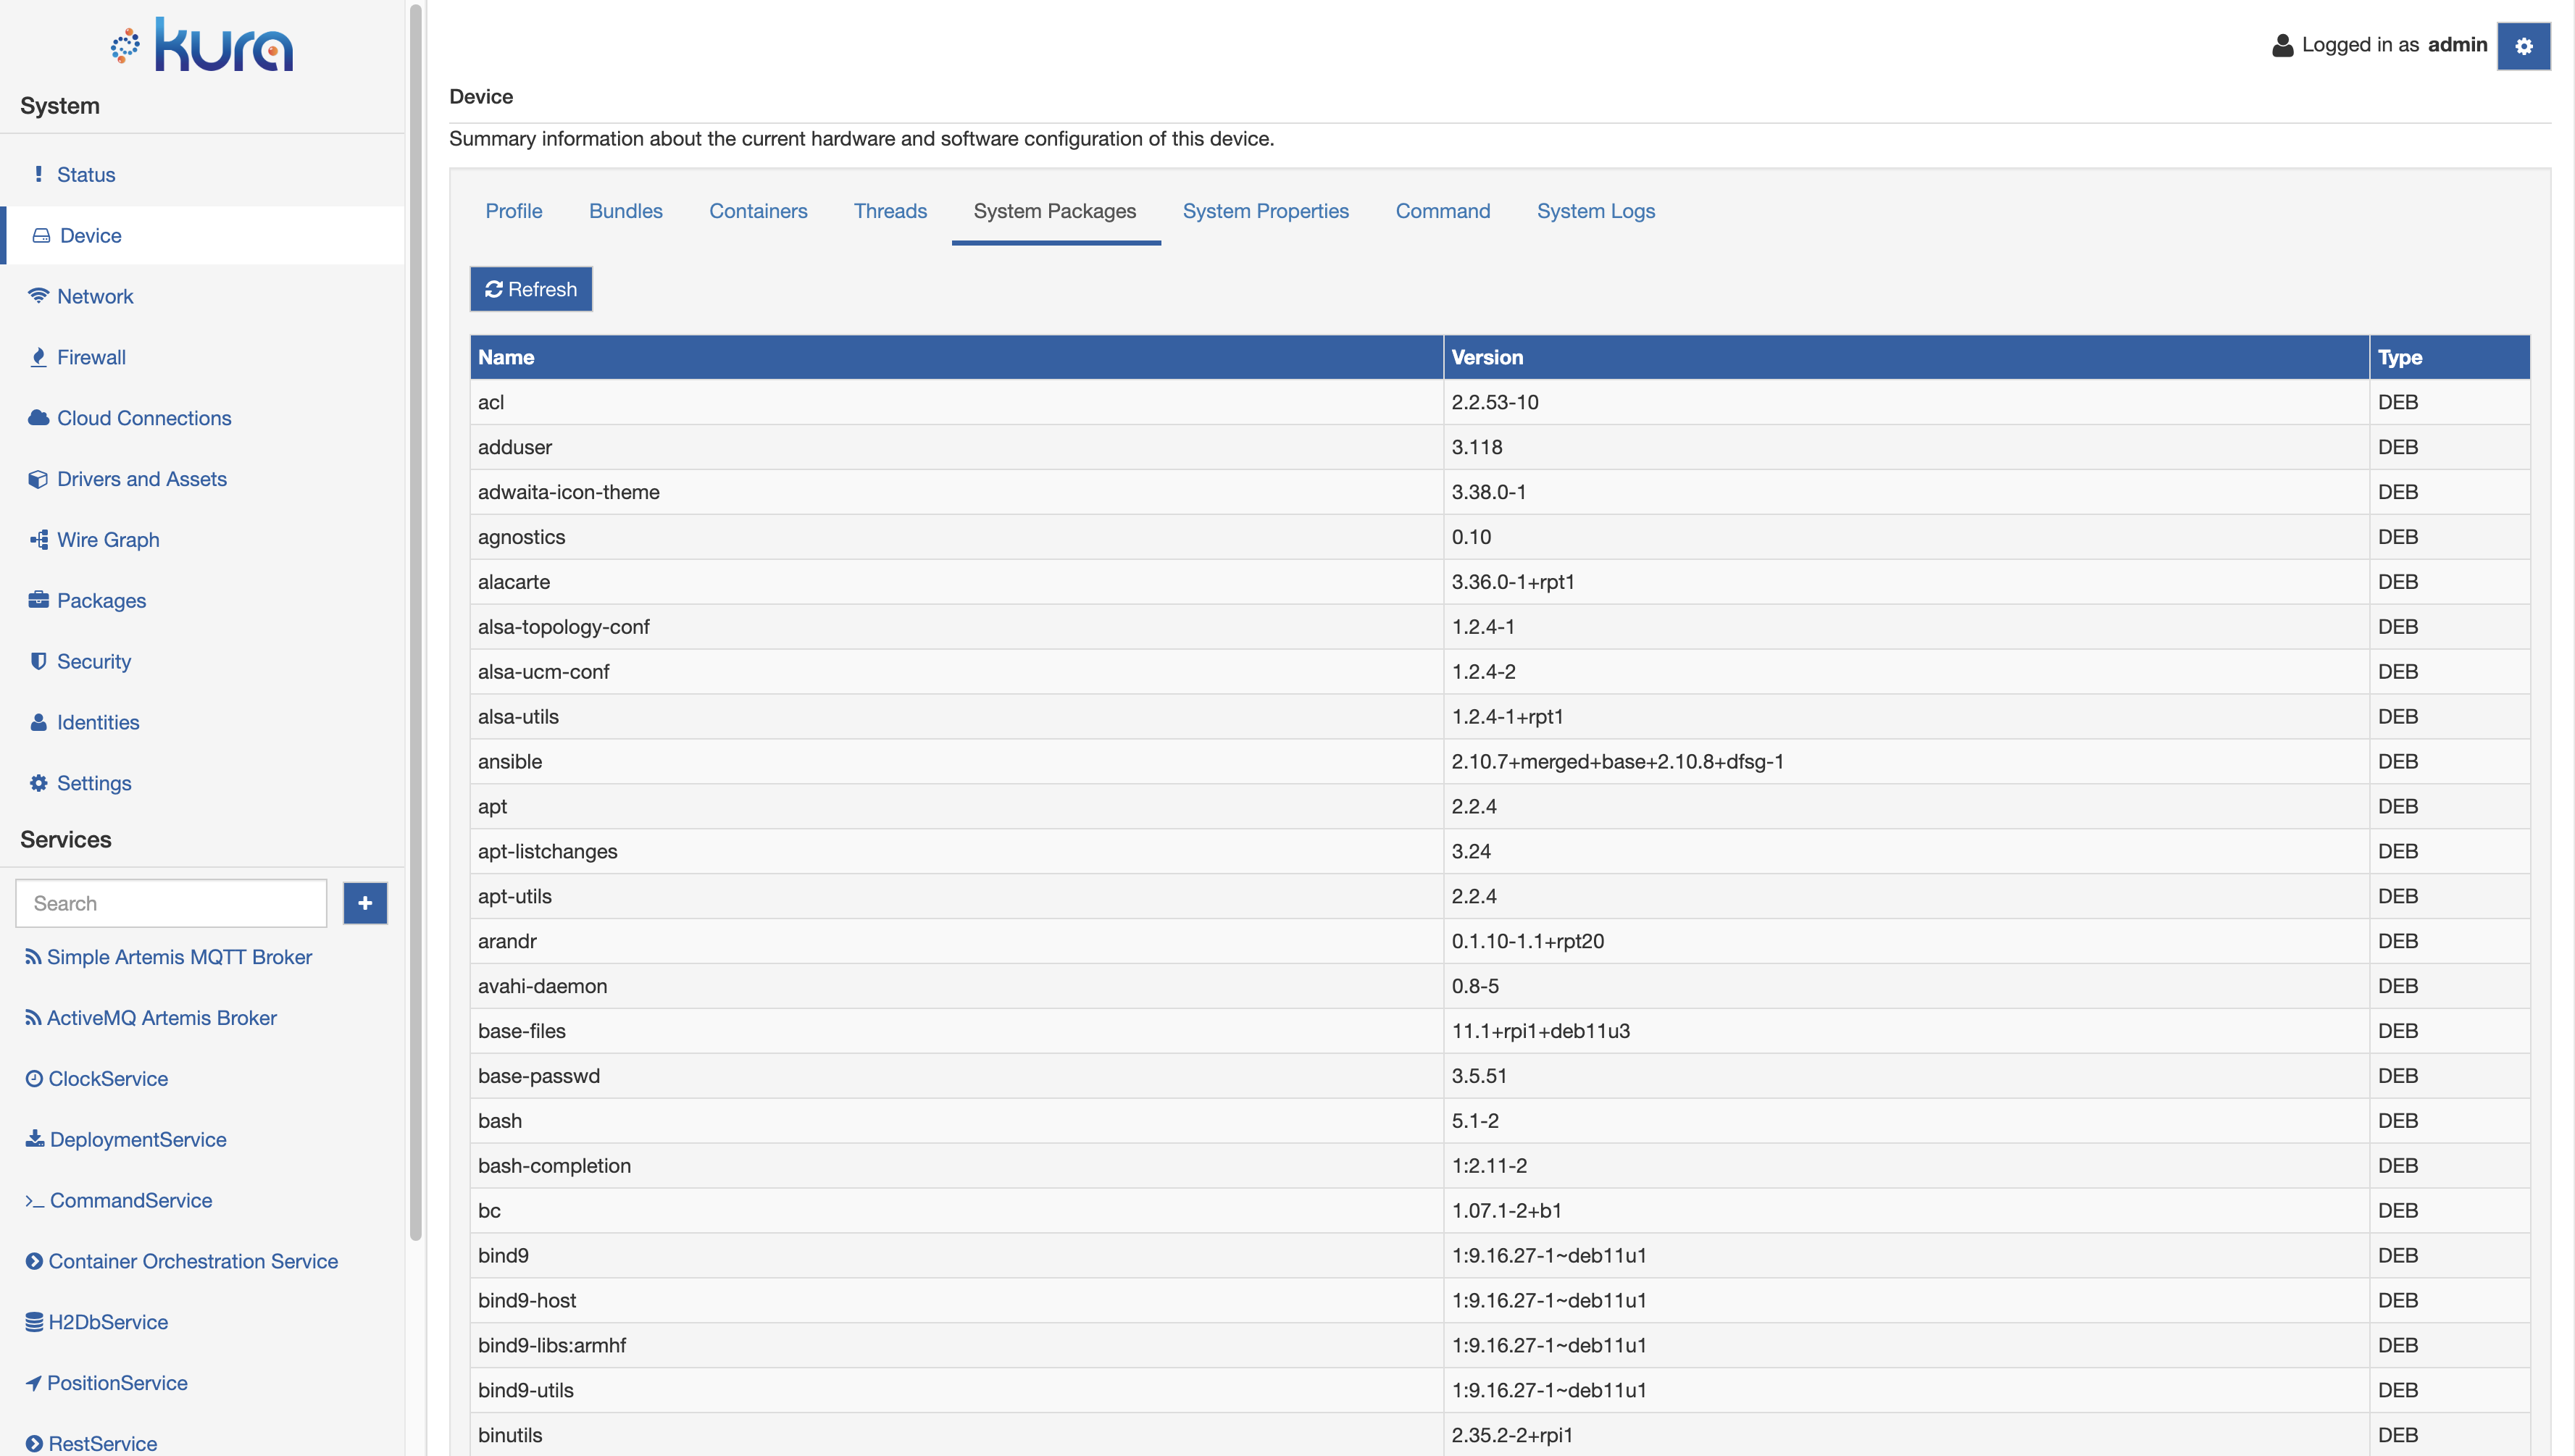 kura
System
Status
Device
Network
Firewall
Cloud Connections
Drivers and Assets
Wire Graph
Packages
Security
Identities
Settings
Services
Search
Simple Artemis MQTT Broker
ActiveMQ Artemis Broker
ClockService
DeploymentService
CommandService
Container Orchestration Service
H2DbService
PositionService
RestService
Logged in as admin
Device
Summary information about the current hardware and software configuration of this device.
Profile Bundles Containers Threads System Packages System Properties Command System Logs
Refresh
Name Version Type
acl 2.2.53-10 DEB
adduser 3.118 DEB
adwaita-icon-theme 3.38.0-1 DEB
agnostics 0.10 DEB
alacarte 3.36.0-1+rpt1 DEB
alsa-topology-conf 1.2.4-1 DEB
alsa-ucm-conf 1.2.4-2 DEB
alsa-utils 1.2.4-1+rpt1 DEB
ansible 2.10.7+merged+base+2.10.8+dfsg-1 DEB
apt 2.2.4 DEB
apt-listchanges 3.24 DEB
apt-utils 2.2.4 DEB
arandr 0.1.10-1.1+rpt20 DEB
avahi-daemon 0.8-5 DEB
base-files 11.1+rpi1+deb11u3 DEB
base-passwd 3.5.51 DEB
bash 5.1-2 DEB
bash-completion 1:2.11-2 DEB
bc 1.07.1-2+b1 DEB
bind9 1:9.16.27-1~deb11u1 DEB
bind9-host 1:9.16.27-1~deb11u1 DEB
bind9-libs:armhf 1:9.16.27-1~deb11u1 DEB
bind9-utils 1:9.16.27-1~deb11u1 DEB
binutils 2.35.2-2+rpi1 DEB